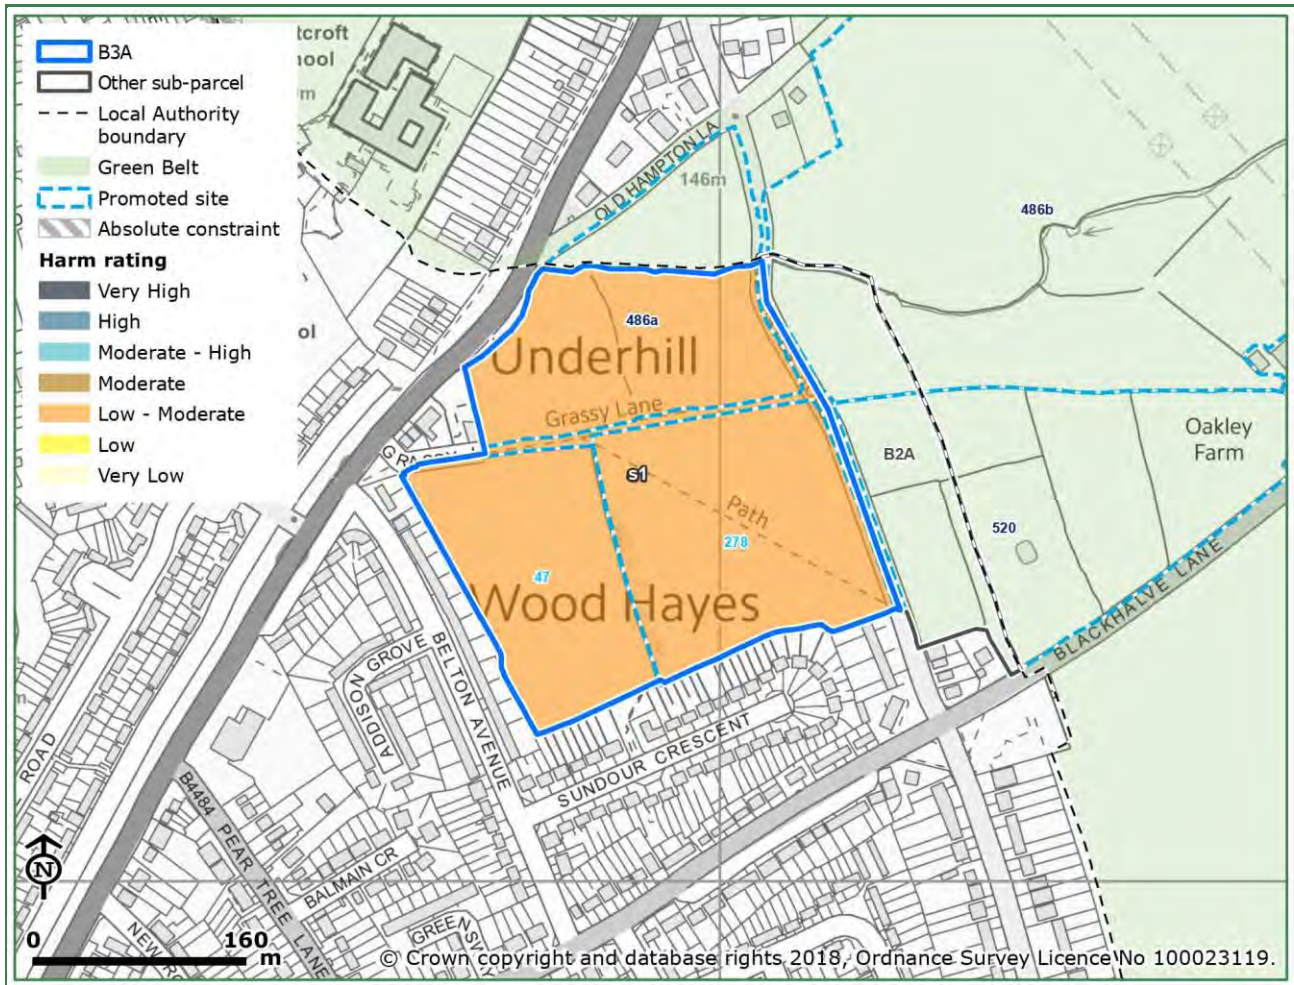 B3A
Other sub-parcel
Local Authority
boundary
Green Belt
Promoted site
Absolute constraint
Harm rating
Very High
High
Moderate - High
Moderate
Low - Moderate
Low
Very Low
OLD HAMPTON LA
146m
486b
486a
Underhill
Grassy Lane
s1
Path
278
47
Wood Hayes
B2A
520
Oakley
Farm
BLACKHALVE LANE
ADDISON GROVE
BELTON AVENUE
SUNDOUR CRESCENT
ROAD
B4484 PEAR TREE LANE
BALMAIN CR
N
0 160
m
© Crown copyright and database rights 2018, Ordnance Survey Licence No 100023119.